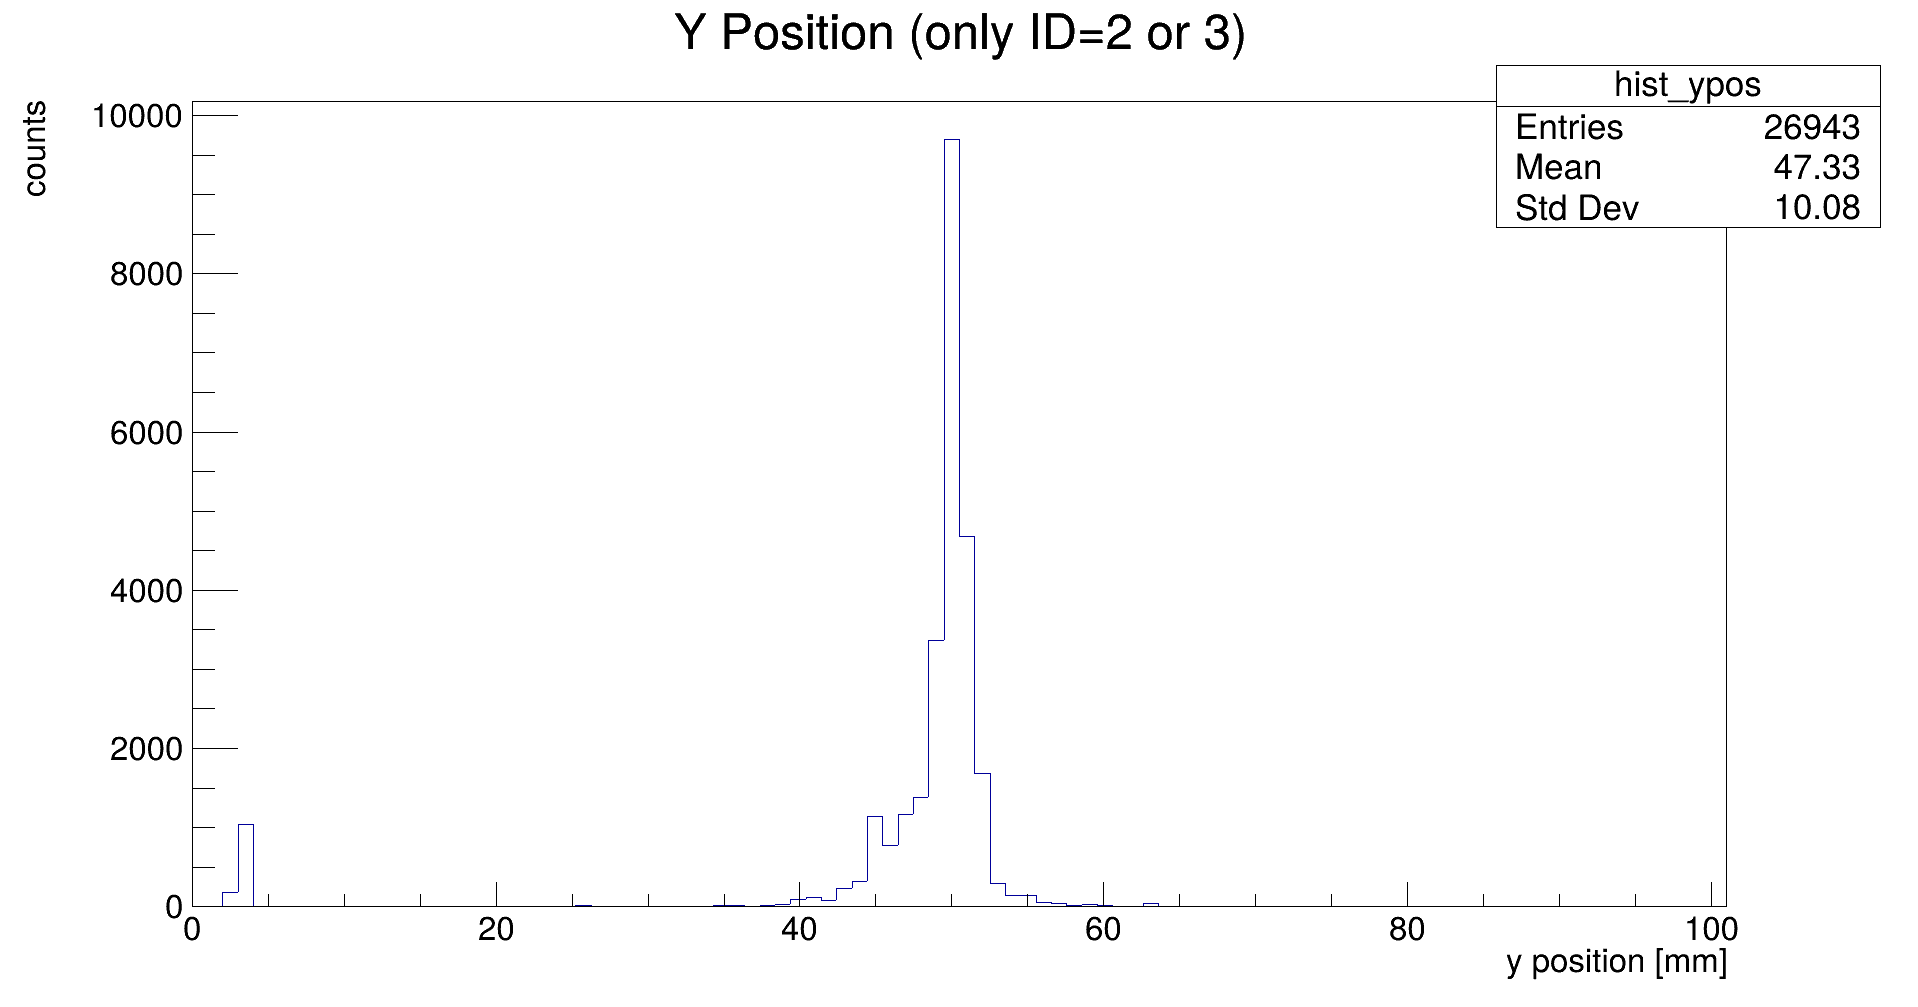 Y Position (only ID=2 or 3)
hist_ypos
Entries 26943
Mean 47.33
Std Dev 10.08
counts
10000
8000
6000
4000
2000
0
0 20 40 60 80 100
y position [mm]